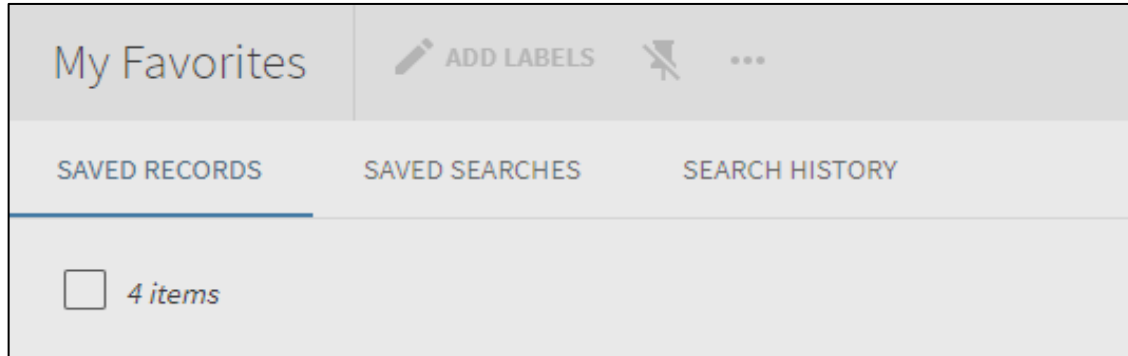 My Favorites
ADD LABELS
SAVED RECORDS
SAVED SEARCHES
SEARCH HISTORY
4 items